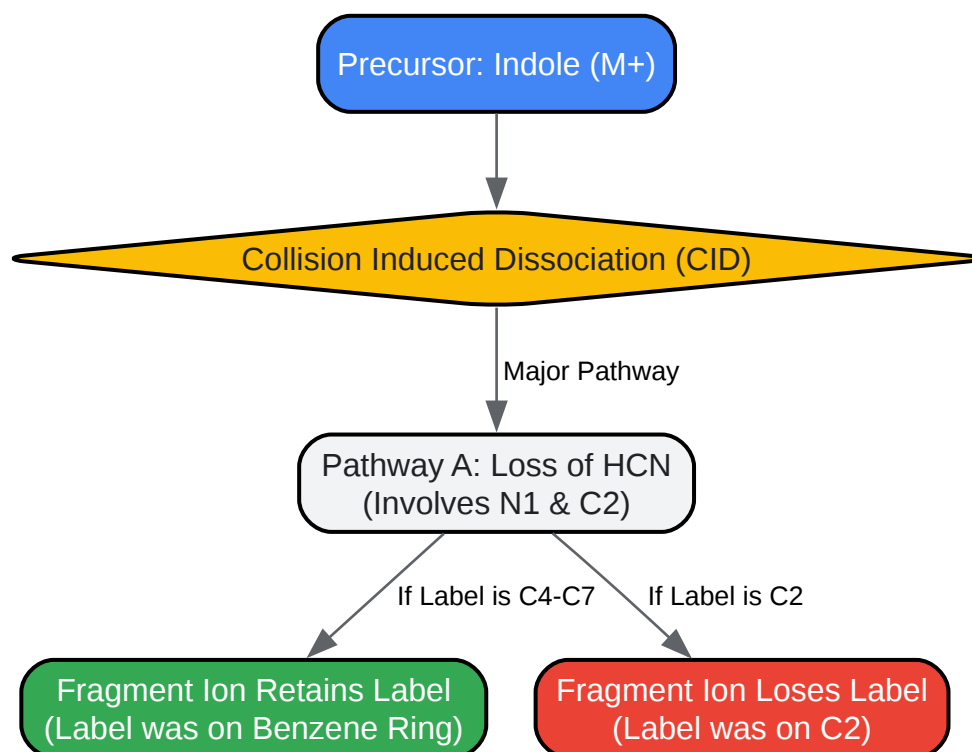 Precursor: Indole (M+)
Collision Induced Dissociation (CID)
Major Pathway
Pathway A: Loss of HCN
(Involves N1 & C2)
If Label is C4-C7
If Label is C2
Fragment Ion Retains Label
(Label was on Benzene Ring)
Fragment Ion Loses Label
(Label was on C2)